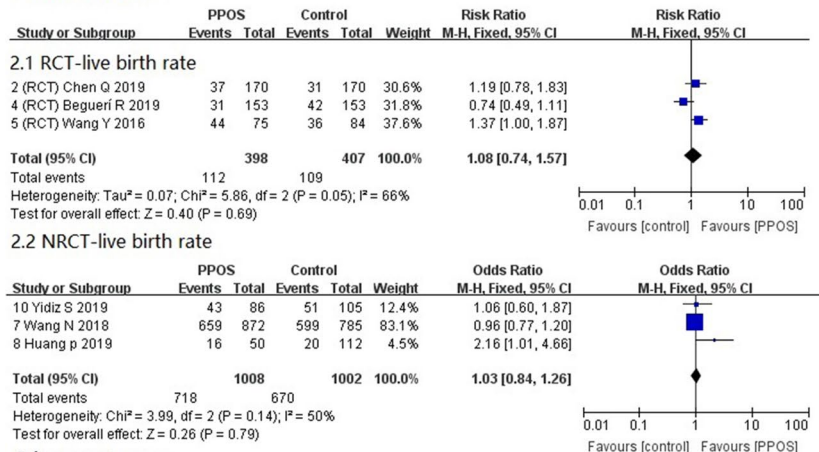 PPOS Control Risk Ratio Risk Ratio
Study or Subgroup Events Total Events Total Weight M-H, Fixed, 95% CI M-H, Fixed, 95% CI
2.1 RCT-live birth rate
2 (RCT) Chen Q 2019 37 170 31 170 30.6% 1.19 [0.78, 1.83]
4 (RCT) Beguerí R 2019 31 153 42 153 31.8% 0.74 [0.49, 1.11]
5 (RCT) Wang Y 2016 44 75 36 84 37.6% 1.37 [1.00, 1.87]
Total (95% CI) 398 407 100.0% 1.08 [0.74, 1.57]
Total events 112 109
Heterogeneity: Tau² = 0.07; Chi² = 5.86, df = 2 (P = 0.05); I² = 66%
Test for overall effect: Z = 0.40 (P = 0.69)
0.01 0.1 1 10 100
Favours [control] Favours [PPOS]
2.2 NRCT-live birth rate
PPOS Control Odds Ratio Odds Ratio
Study or Subgroup Events Total Events Total Weight M-H, Fixed, 95% CI M-H, Fixed, 95% CI
10 Yidiz S 2019 43 86 51 105 12.4% 1.06 [0.60, 1.87]
7 Wang N 2018 659 872 599 785 83.1% 0.96 [0.77, 1.20]
8 Huang p 2019 16 50 20 112 4.5% 2.16 [1.01, 4.66]
Total (95% CI) 1008 1002 100.0% 1.03 [0.84, 1.26]
Total events 718 670
Heterogeneity: Chi² = 3.99, df = 2 (P = 0.14); I² = 50%
Test for overall effect: Z = 0.26 (P = 0.79)
0.01 0.1 1 10 100
Favours [control] Favours [PPOS]